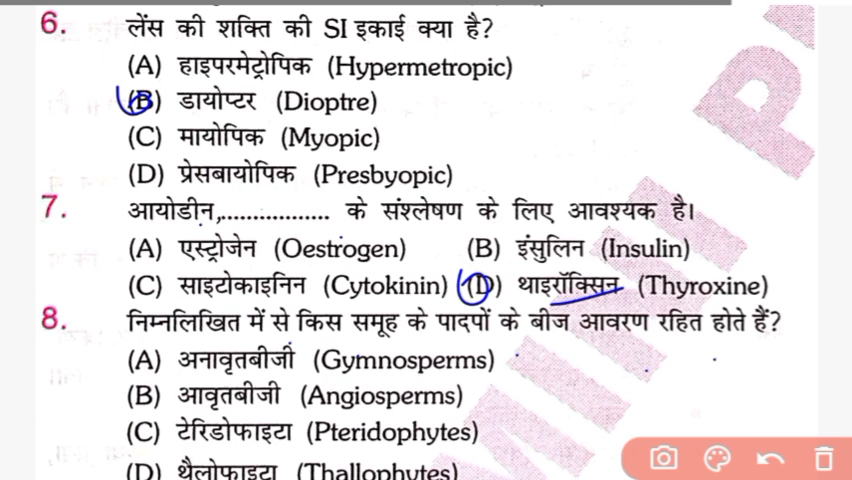 6. लेंस की शक्ति की SI इकाई क्या है?
(A) हाइपरमेट्रोपिक (Hypermetropic)
(B) डायोप्टर (Dioptre)
(C) मायोपिक (Myopic)
(D) प्रेसबायोपिक (Presbyopic)
7. आयोडीन,.................. के संश्लेषण के लिए आवश्यक है।
(A) एस्ट्रोजेन (Oestrogen) (B) इंसुलिन (Insulin)
(C) साइटोकाइनिन (Cytokinin) (D) थाइरॉक्सिन (Thyroxine)
8. निम्नलिखित में से किस समूह के पादपों के बीज आवरण रहित होते हैं?
(A) अनावृतबीजी (Gymnosperms)
(B) आवृतबीजी (Angiosperms)
(C) टेरिडोफाइटा (Pteridophytes)
(D) थैलोफाइटा (Thallophytes)